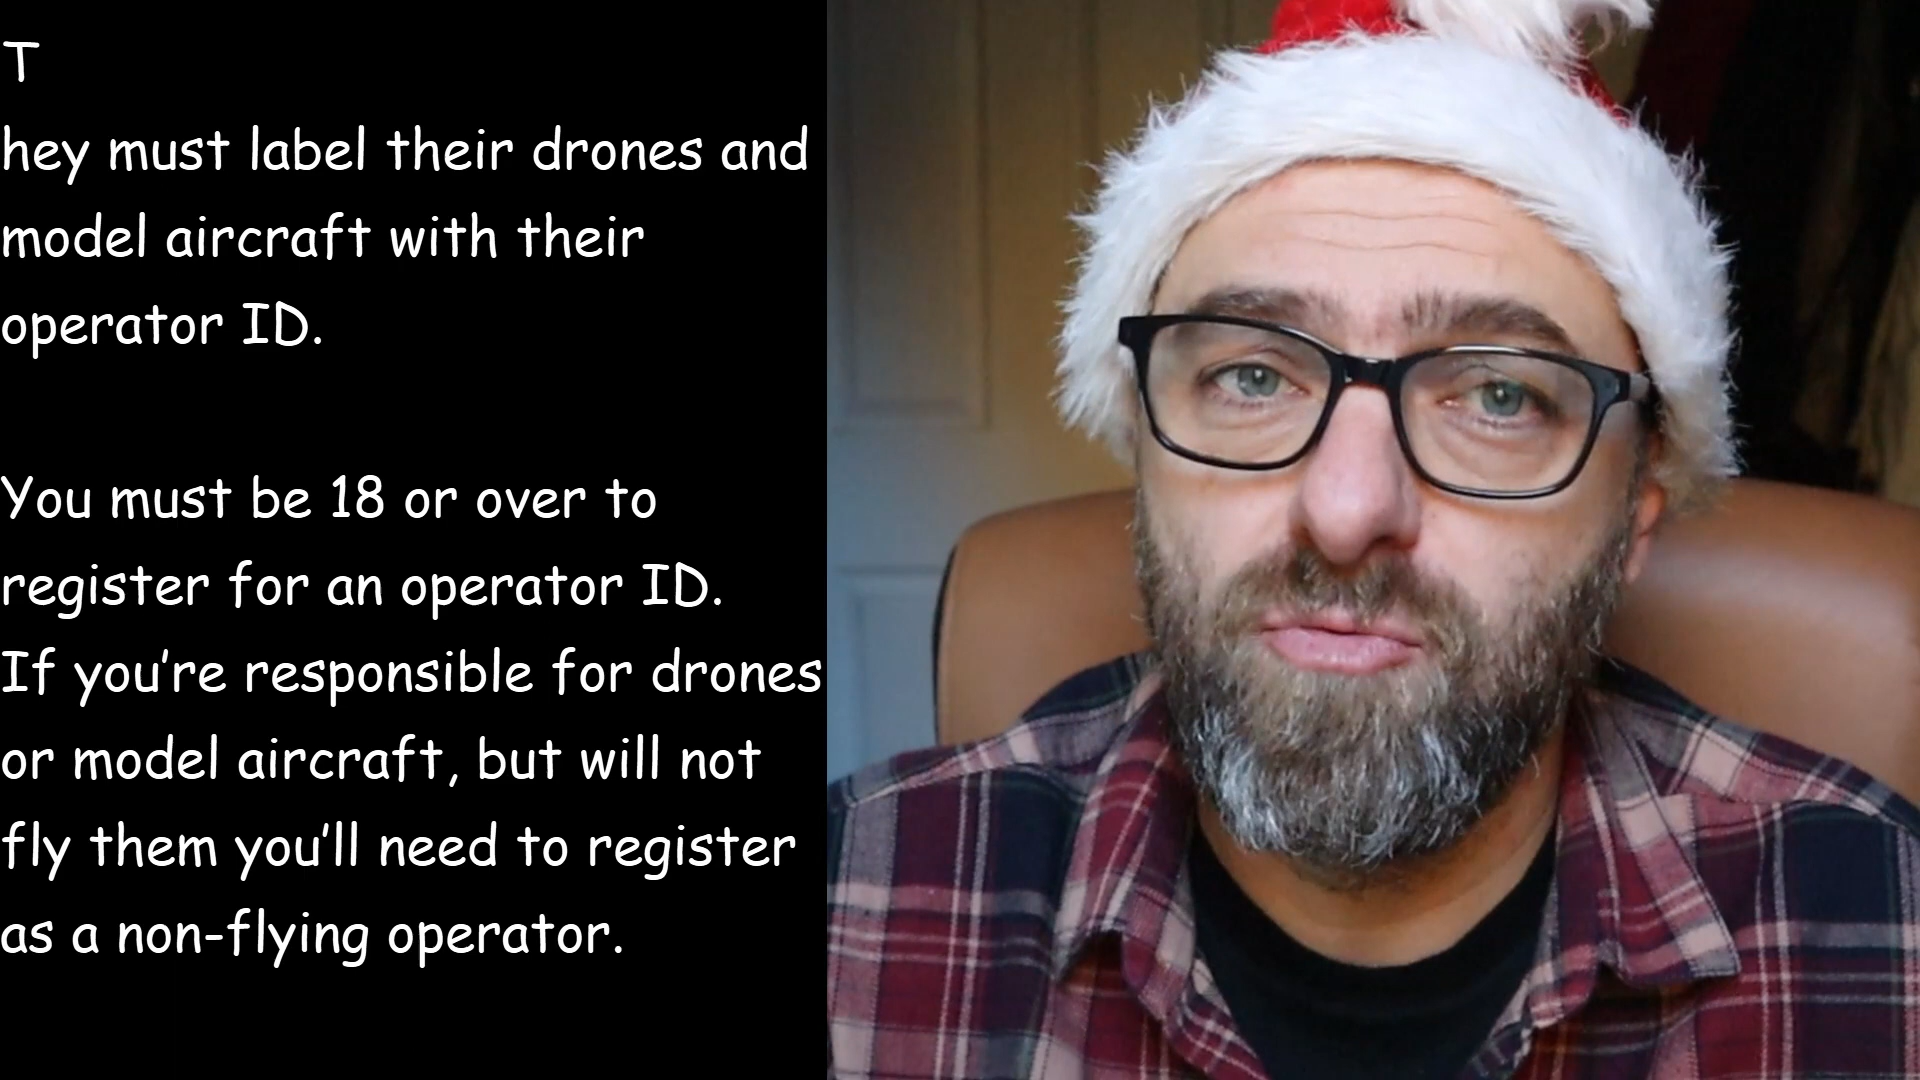 T
hey must label their drones and
model aircraft with their
operator ID.
You must be 18 or over to
register for an operator ID.
If you’re responsible for drones
or model aircraft, but will not
fly them you’ll need to register
as a non-flying operator.